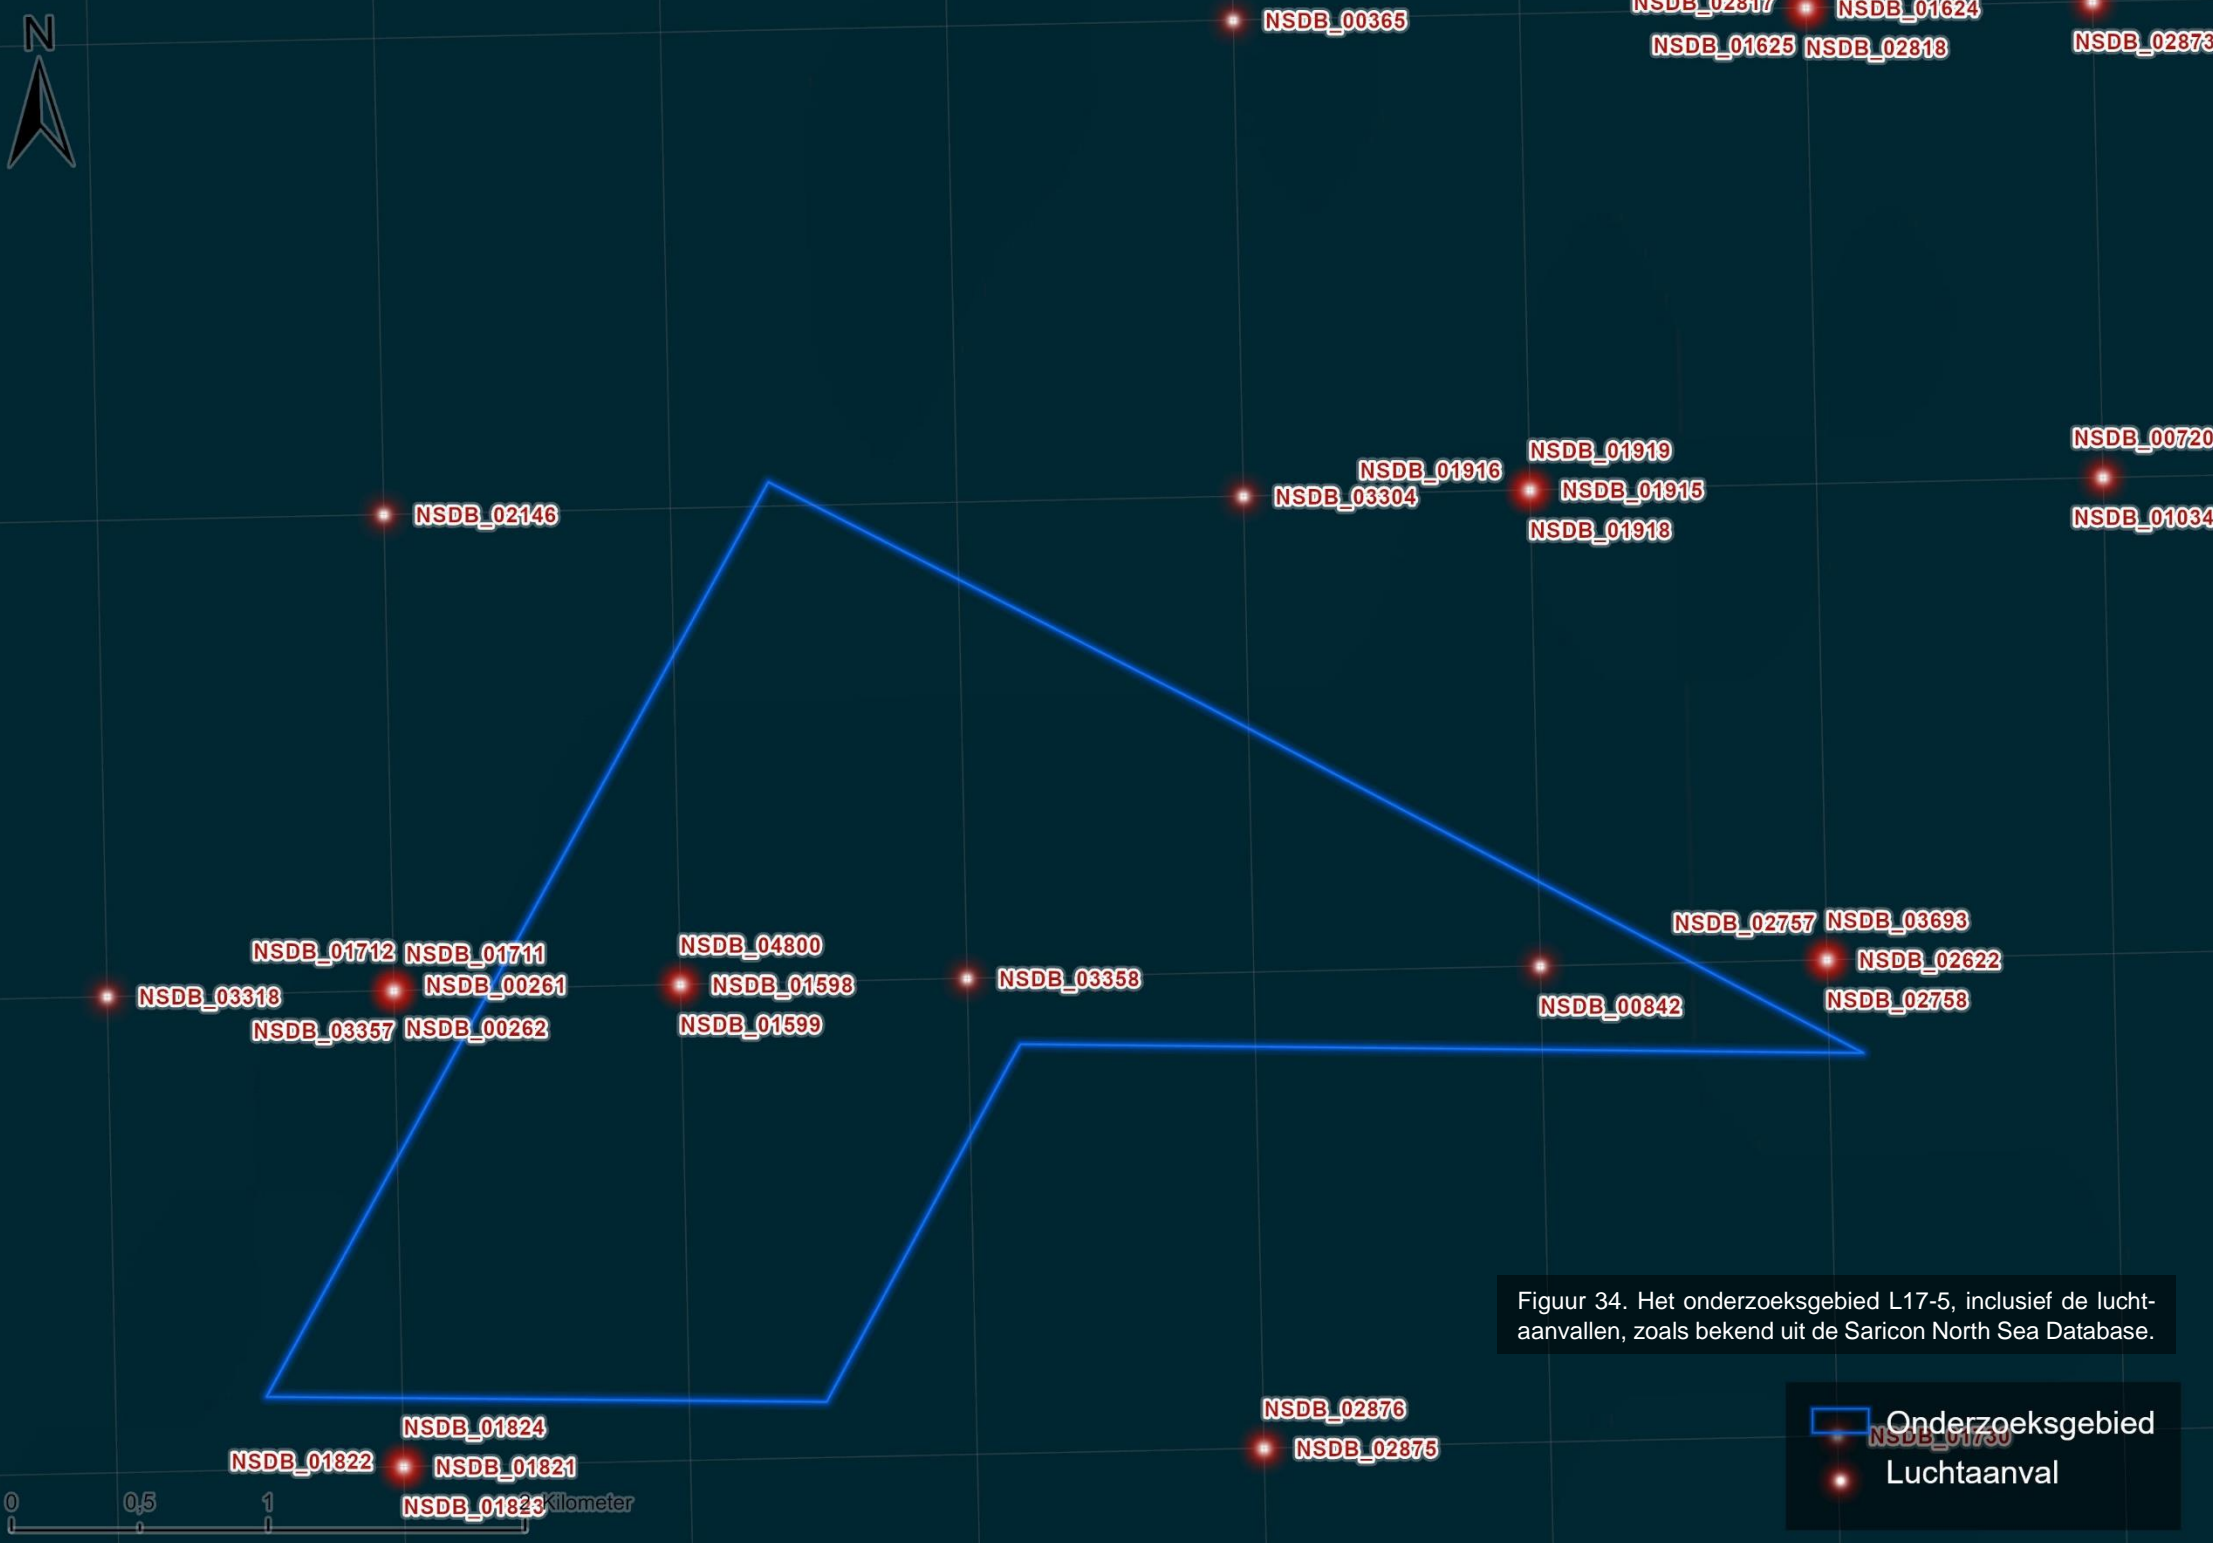 N
NSDB_00365
NSDB_02817
NSDB_01624
NSDB_01625
NSDB_02818
NSDB_02873
NSDB_00720
NSDB_01919
NSDB_01916
NSDB_01915
NSDB_03304
NSDB_02146
NSDB_01034
NSDB_01918
NSDB_03693
NSDB_02757
NSDB_04800
NSDB_01712
NSDB_01711
NSDB_02622
NSDB_03358
NSDB_01598
NSDB_00261
NSDB_03318
NSDB_02758
NSDB_00842
NSDB_01599
NSDB_00262
NSDB_03357
Figuur 34. Het onderzoeksgebied L17-5, inclusief de lucht-
aanvallen, zoals bekend uit de Saricon North Sea Database.
NSDB_02876
NSDB_02875
NSDB_01824
NSDB_01822
NSDB_01821
NSDB_01823
Onderzoeksgebied
NSDB_01730
Luchtaanval
0 0,5 1 2 Kilometer